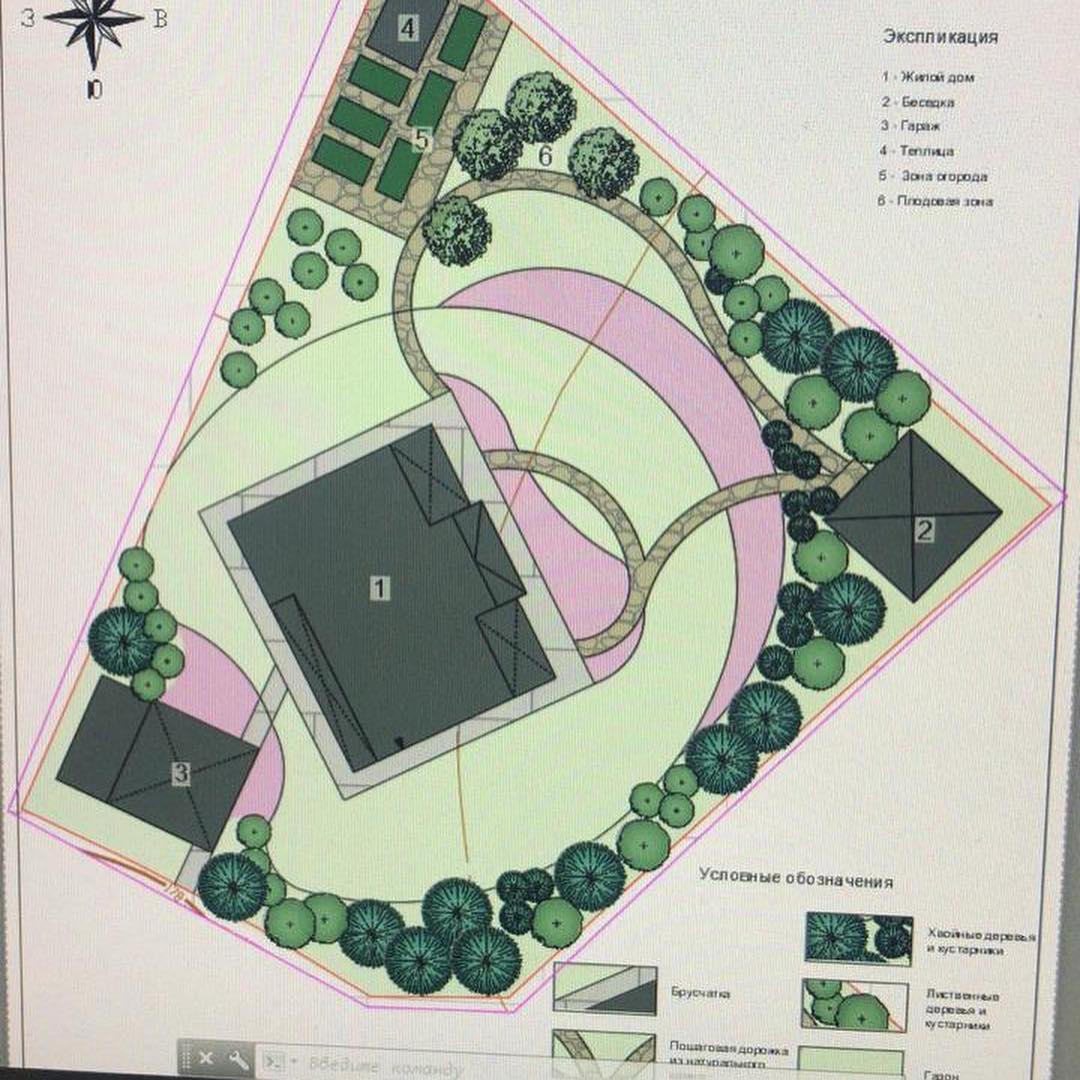 З В
Ю
4
5
6
1
2
3
178
Экспликация
1 - Жилой дом
2 - Беседка
3 - Гараж
4 - Теплица
5 - Зона огорода
6 - Плодовая зона
Условные обозначения
Хвойные деревья
и кустарники
Брусчатка
Лиственные
деревья и
кустарники
Пошаговая дорожка
из натурального
Газон
Введите команду